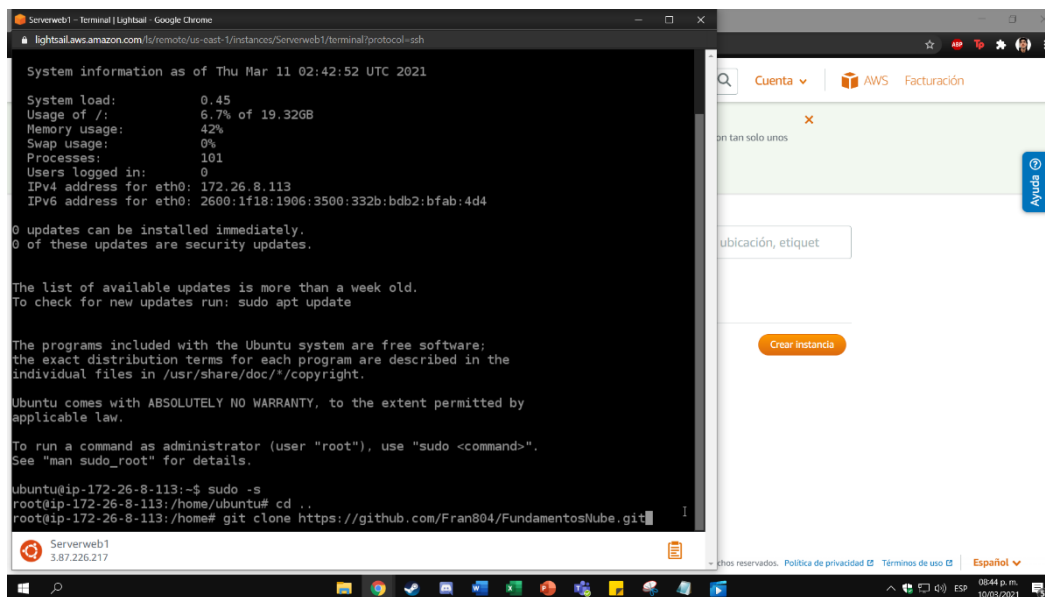 Serverweb1 – Terminal | Lightsail - Google Chrome
lightsail.aws.amazon.com/ls/remote/us-east-1/instances/Serverweb1/terminal?protocol=ssh
System information as of Thu Mar 11 02:42:52 UTC 2021
System load: 0.45
Usage of /: 6.7% of 19.32GB
Memory usage: 42%
Swap usage: 0%
Processes: 101
Users logged in: 0
IPv4 address for eth0: 172.26.8.113
IPv6 address for eth0: 2600:1f18:1906:3500:332b:bdb2:bfab:4d4
0 updates can be installed immediately.
0 of these updates are security updates.
The list of available updates is more than a week old.
To check for new updates run: sudo apt update
The programs included with the Ubuntu system are free software;
the exact distribution terms for each program are described in the
individual files in /usr/share/doc/*/copyright.
Ubuntu comes with ABSOLUTELY NO WARRANTY, to the extent permitted by
applicable law.
To run a command as administrator (user "root"), use "sudo <command>".
See "man sudo_root" for details.
ubuntu@ip-172-26-8-113:~$ sudo -s
root@ip-172-26-8-113:/home/ubuntu# cd ..
root@ip-172-26-8-113:/home# git clone https://github.com/Fran804/FundamentosNube.git
Serverweb1
3.87.226.217
ABP
Tp
Cuenta
AWS
Facturación
on tan solo unos
Ayuda
ubicación, etiquet
Crear instancia
chos reservados.
Política de privacidad
Términos de uso
Español
ESP
08:44 p. m.
10/03/2021